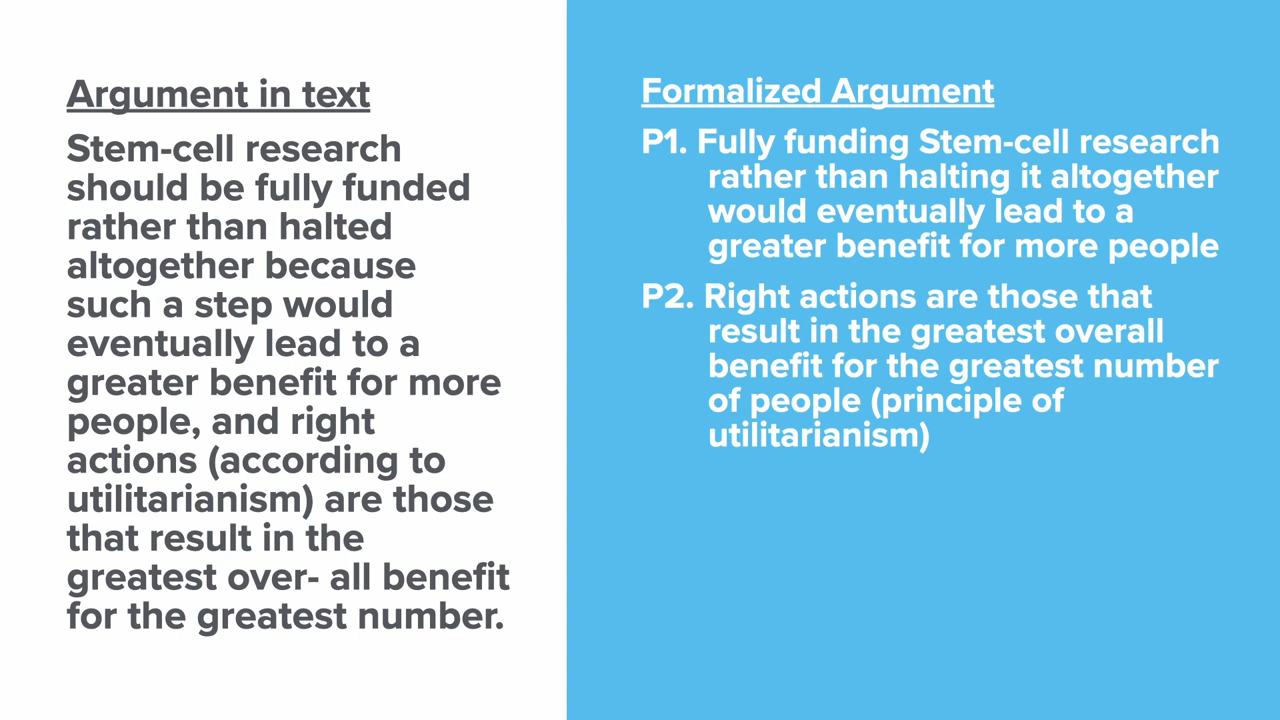 Argument in text
Stem-cell research
should be fully funded
rather than halted
altogether because
such a step would
eventually lead to a
greater benefit for more
people, and right
actions (according to
utilitarianism) are those
that result in the
greatest over- all benefit
for the greatest number.
Formalized Argument
P1. Fully funding Stem-cell research
rather than halting it altogether
would eventually lead to a
greater benefit for more people
P2. Right actions are those that
result in the greatest overall
benefit for the greatest number
of people (principle of
utilitarianism)